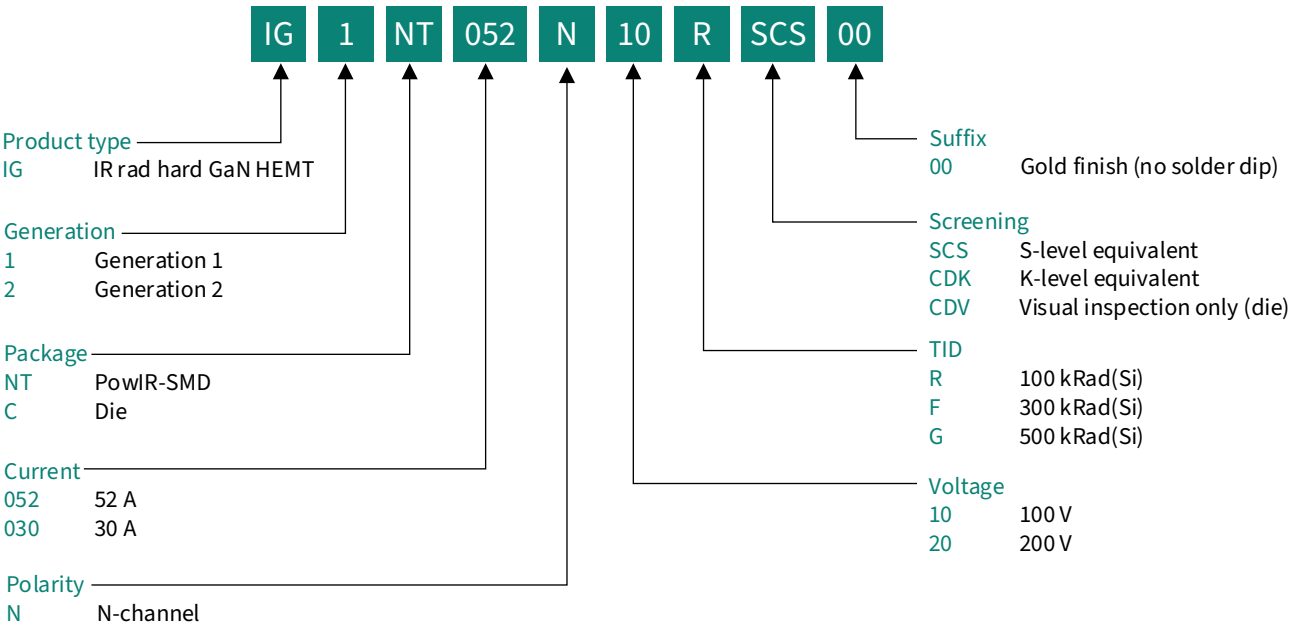 IG 1 NT 052 N 10 R SCS 00
Product type
IG IR rad hard GaN HEMT
Generation
1 Generation 1
2 Generation 2
Package
NT PowIR-SMD
C Die
Current
052 52 A
030 30 A
Polarity
N N-channel
Suffix
00 Gold finish (no solder dip)
Screening
SCS S-level equivalent
CDK K-level equivalent
CDV Visual inspection only (die)
TID
R 100 kRad(Si)
F 300 kRad(Si)
G 500 kRad(Si)
Voltage
10 100 V
20 200 V